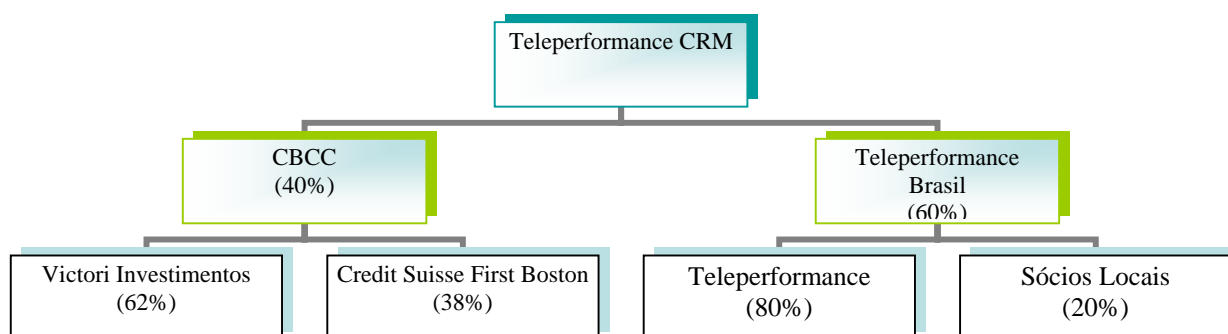 Teleperformance CRM
CBCC
(40%)
Teleperformance
Brasil
(60%)
Victori Investimentos
(62%)
Credit Suisse First Boston
(38%)
Teleperformance
(80%)
Sócios Locais
(20%)